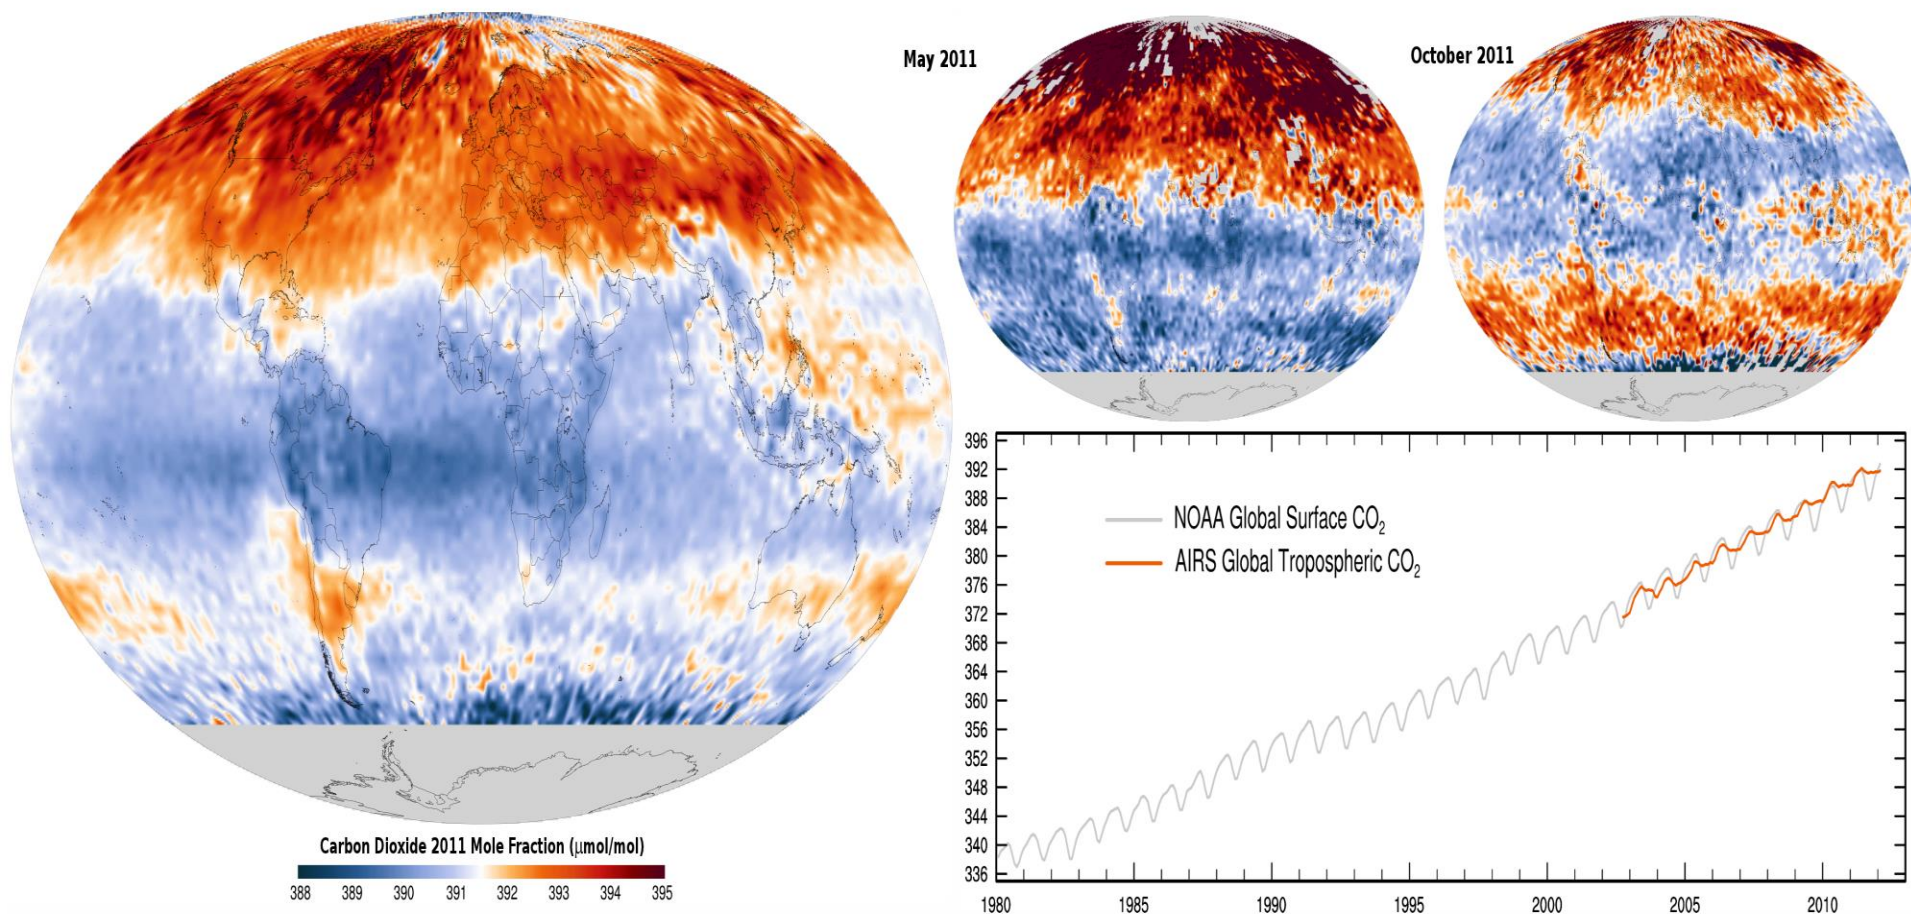 May 2011
October 2011
Carbon Dioxide 2011 Mole Fraction (μmol/mol)
388 389 390 391 392 393 394 395
396
392
388
384
380
376
372
368
364
360
356
352
348
344
340
336
NOAA Global Surface CO₂
AIRS Global Tropospheric CO₂
1980 1985 1990 1995 2000 2005 2010